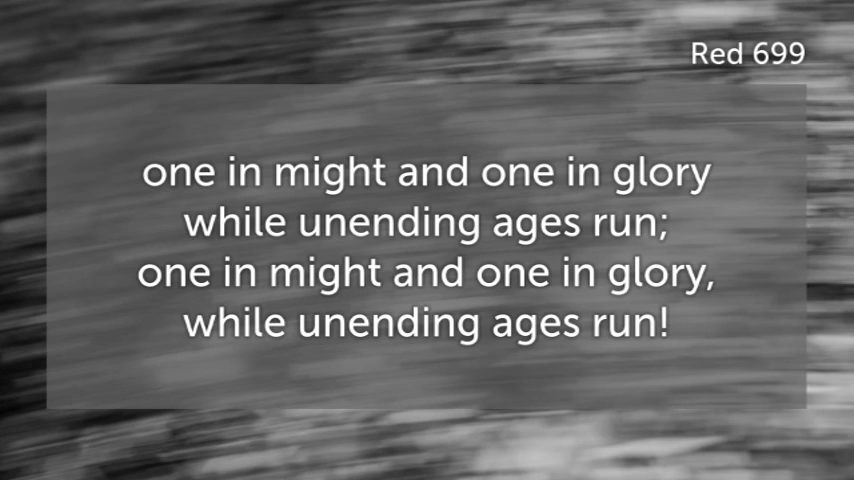 Red 699
one in might and one in glory
while unending ages run;
one in might and one in glory,
while unending ages run!